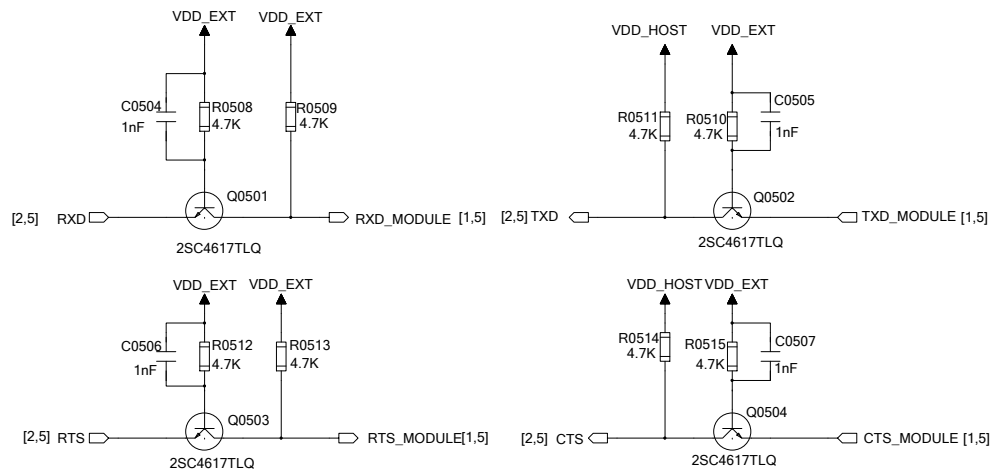 VDD_EXT VDD_EXT
C0504
1nF
R0508
4.7K
R0509
4.7K
Q0501
[2,5] RXD
RXD_MODULE [1,5]
2SC4617TLQ
VDD_HOST VDD_EXT
R0511
4.7K
R0510
4.7K
C0505
1nF
Q0502
[2,5] TXD
TXD_MODULE [1,5]
2SC4617TLQ
VDD_EXT VDD_EXT
C0506
1nF
R0512
4.7K
R0513
4.7K
Q0503
[2,5] RTS
RTS_MODULE[1,5]
2SC4617TLQ
VDD_HOST VDD_EXT
R0514
4.7K
R0515
4.7K
C0507
1nF
Q0504
[2,5] CTS
CTS_MODULE [1,5]
2SC4617TLQ